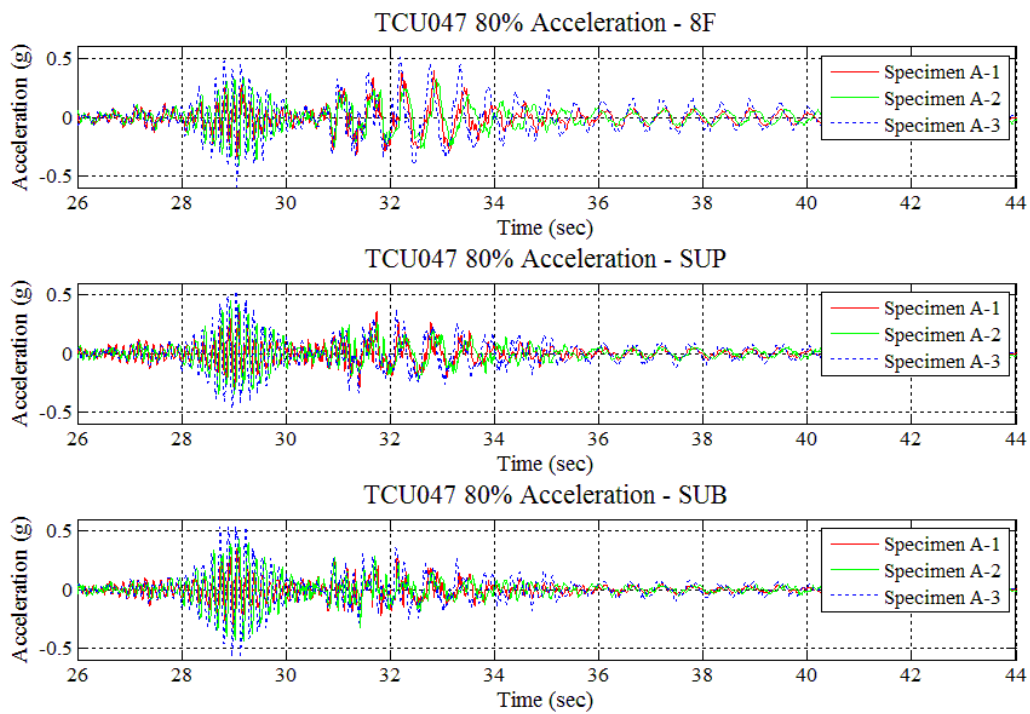 TCU047 80% Acceleration - 8F
Acceleration (g)
0.5
0
-0.5
Specimen A-1
Specimen A-2
Specimen A-3
26 28 30 32 34 36 38 40 42 44
Time (sec)
TCU047 80% Acceleration - SUP
Acceleration (g)
0.5
0
-0.5
Specimen A-1
Specimen A-2
Specimen A-3
26 28 30 32 34 36 38 40 42 44
Time (sec)
TCU047 80% Acceleration - SUB
Acceleration (g)
0.5
0
-0.5
Specimen A-1
Specimen A-2
Specimen A-3
26 28 30 32 34 36 38 40 42 44
Time (sec)